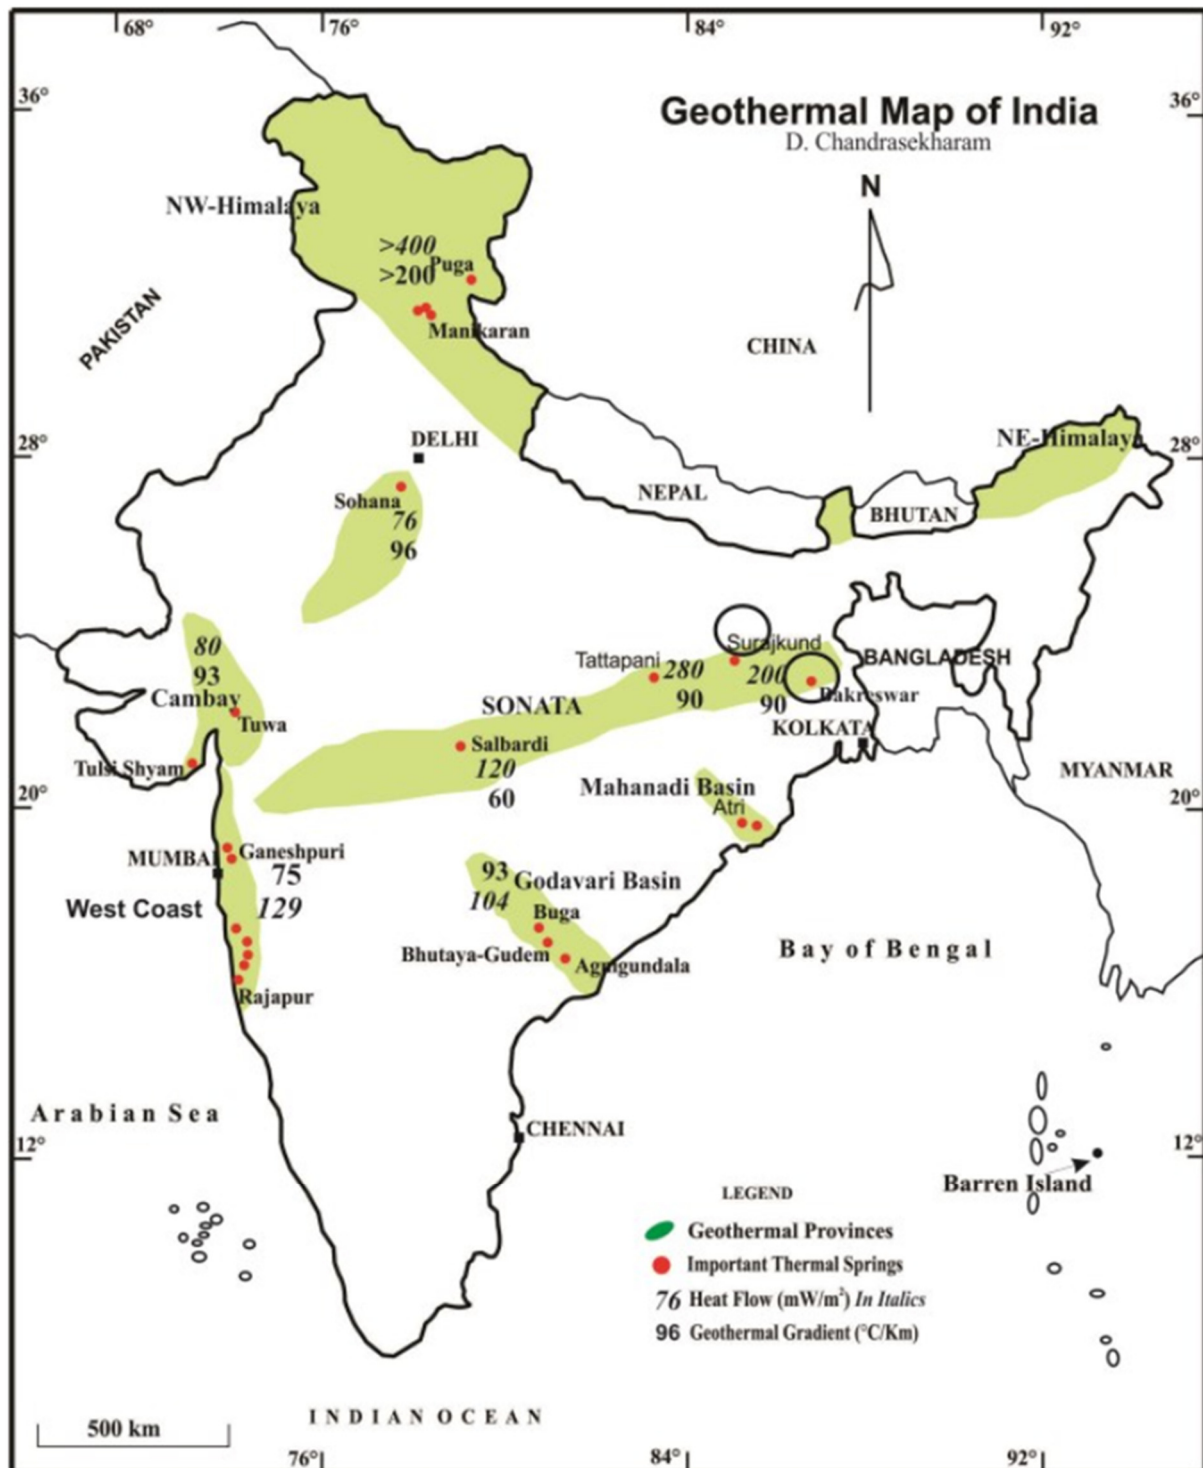 68°
76°
84°
92°
36°
36°
Geothermal Map of India
D. Chandrasekharam
N
NW-Himalaya
>400
Puga
>200
PAKISTAN
Manikaran
CHINA
28°
DELHI
NE-Himalaya
28°
Sohana
76
96
NEPAL
BHUTAN
80
93
Cambay
Tuwa
Tulsi Shyam
Surajkund
Tattapani
280
200
BANGLADESH
90
90
Bakreswar
SONATA
KOLKATA
Salbardi
120
60
MYANMAR
Mahanadi Basin
Atri
20°
20°
MUMBAI
Ganeshpuri
75
129
West Coast
93
Godavari Basin
104
Buga
Bhutaya-Gudem
Agnigundala
Rajapur
Bay of Bengal
Arabian Sea
CHENNAI
12°
12°
Barren Island
LEGEND
Geothermal Provinces
Important Thermal Springs
76 Heat Flow (mW/m²) In Italics
96 Geothermal Gradient (°C/Km)
INDIAN OCEAN
500 km
76°
84°
92°